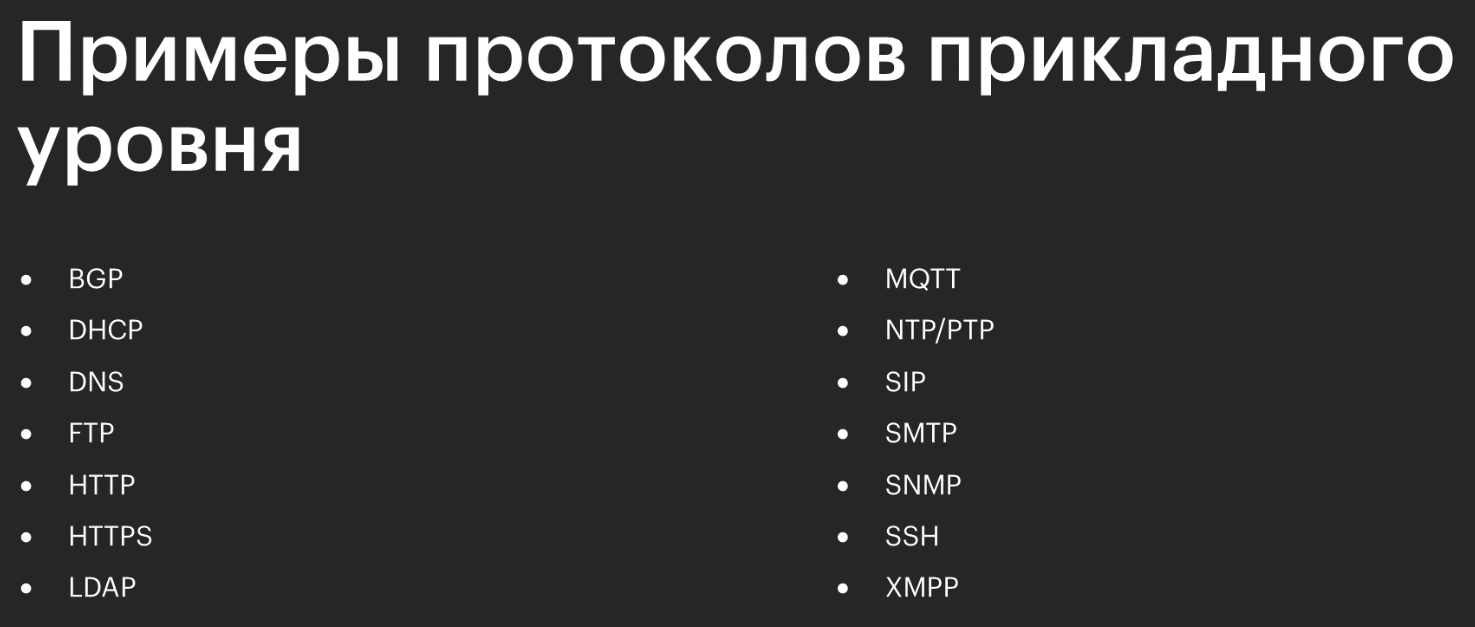 Примеры протоколов прикладного
уровня
• BGP
• DHCP
• DNS
• FTP
• HTTP
• HTTPS
• LDAP
• MQTT
• NTP/PTP
• SIP
• SMTP
• SNMP
• SSH
• XMPP